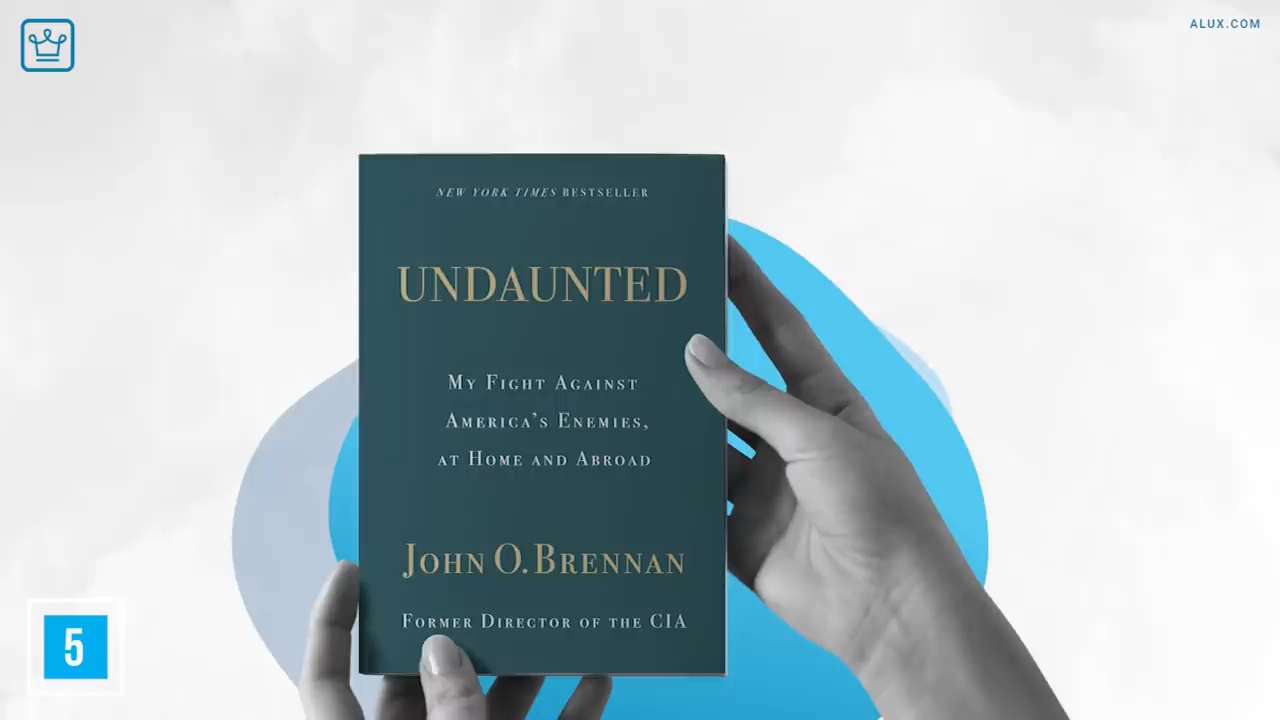 ALUX.COM
NEW YORK TIMES BESTSELLER
UNDAUNTED
MY FIGHT AGAINST
AMERICA'S ENEMIES,
AT HOME AND ABROAD
JOHN O. BRENNAN
FORMER DIRECTOR OF THE CIA
5